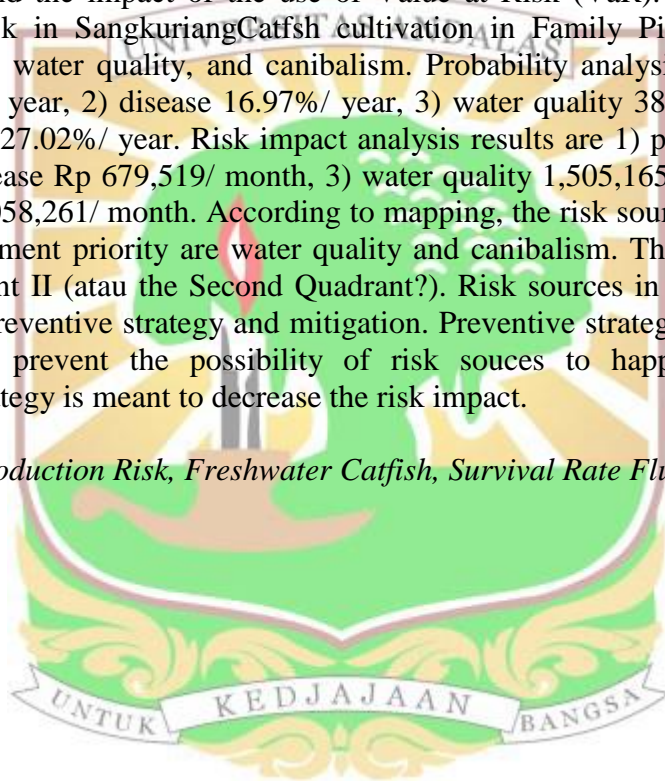 nd the impact of the use of Value at Risk (VaR).
k in SangkuriangCatfsh cultivation in Family Pi
UNIVERSITAS ANDALAS
water quality, and canibalism. Probability analysi
year, 2) disease 16.97%/ year, 3) water quality 38
27.02%/ year. Risk impact analysis results are 1) p
ease Rp 679,519/ month, 3) water quality 1,505,165
058,261/ month. According to mapping, the risk sour
ment priority are water quality and canibalism. Th
nt II (atau the Second Quadrant?). Risk sources in
reventive strategy and mitigation. Preventive strateg
prevent the possibility of risk souces to happ
tegy is meant to decrease the risk impact.
oduction Risk, Freshwater Catfish, Survival Rate Flu
UNTUK KEDJAJAAN BANGSA